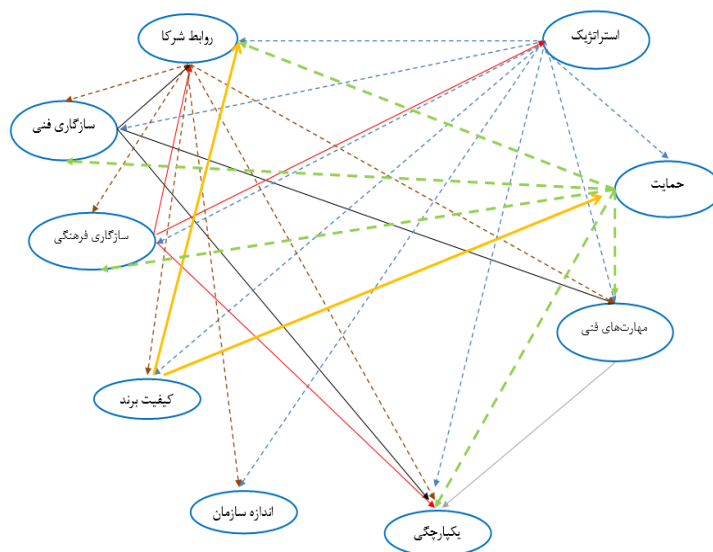 استراتژیک
روابط شرکا
سازگاری فنی
حمایت
سازگاری فرهنگی
مهارت‌های فنی
کیفیت برند
اندازه سازمان
یکپارچگی